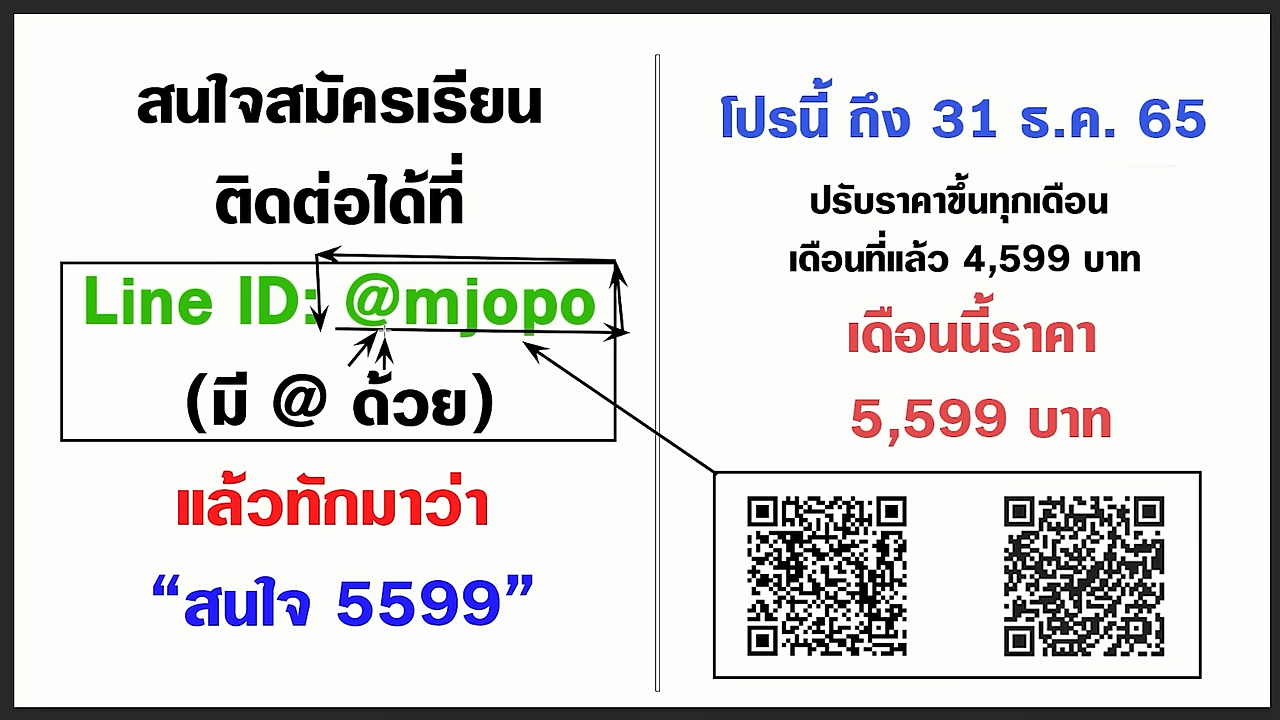 สนใจสมัครเรียน
ติดต่อได้ที่
Line ID: @mjopo
(มี @ ด้วย)
แล้วทักมาว่า
“สนใจ 5599”
โปรนี้ ถึง 31 ธ.ค. 65
ปรับราคาขึ้นทุกเดือน
เดือนที่แล้ว 4,599 บาท
เดือนนี้ราคา
5,599 บาท